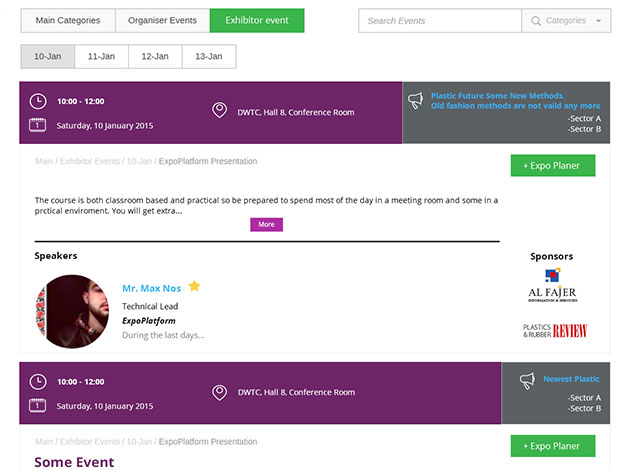 Main Categories
Organiser Events
Exhibitor event
Search Events
Categories
10-Jan
11-Jan
12-Jan
13-Jan
10:00 - 12:00
1
Saturday, 10 January 2015
DWTC, Hall 8, Conference Room
Plastic Future Some New Methods.
Old fashion methods are not valid any more
-Sector A
-Sector B
Main / Exhibitor Events / 10-Jan / ExpoPlatform Presentation
+ Expo Planer
The course is both classroom based and practical so be prepared to spend most of the day in a meeting room and some in a
prctical enviroment. You will get extra...
More
Speakers
Mr. Max Nos
Technical Lead
ExpoPlatform
During the last days...
Sponsors
AL FAJER
INFORMATION & SERVICES
PLASTICS
& RUBBER REVIEW
10:00 - 12:00
1
Saturday, 10 January 2015
DWTC, Hall 8, Conference Room
Newest Plastic
-Sector A
-Sector B
Main / Exhibitor Events / 10-Jan / ExpoPlatform Presentation
+ Expo Planer
Some Event